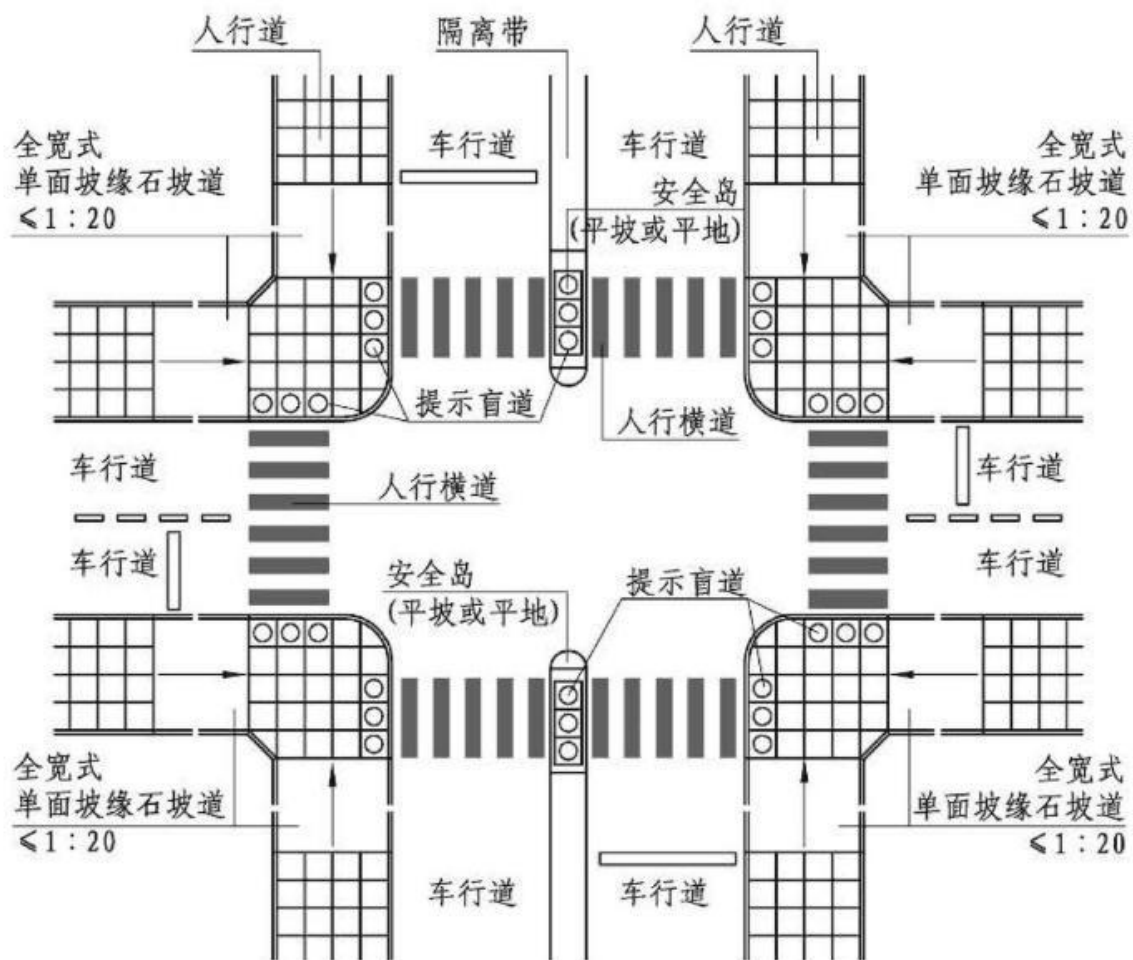 人行道
隔离带
人行道
全宽式
单面坡缘石坡道
≤1：20
车行道
车行道
安全岛
(平坡或平地)
全宽式
单面坡缘石坡道
≤1：20
提示盲道
人行横道
车行道
车行道
人行横道
车行道
车行道
安全岛
(平坡或平地)
提示盲道
全宽式
单面坡缘石坡道
≤1：20
全宽式
单面坡缘石坡道
≤1：20
车行道
车行道